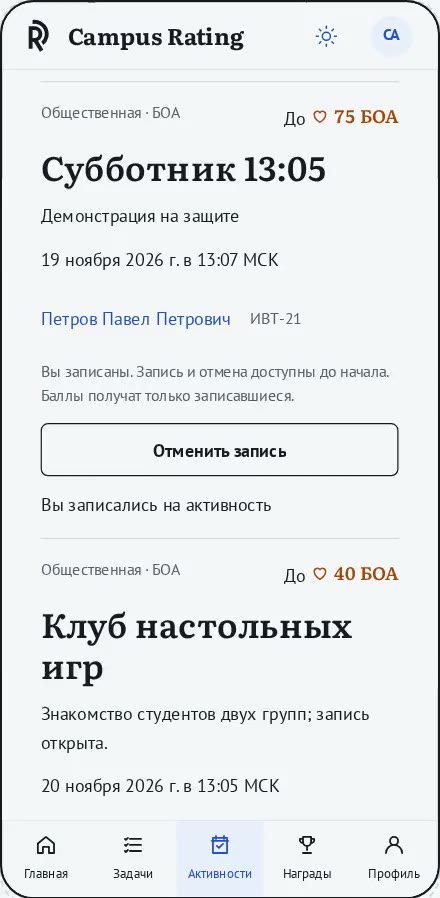 Campus Rating
СА
Общественная · БОА
До ♡ 75 БОА
Субботник 13:05
Демонстрация на защите
19 ноября 2026 г. в 13:07 МСК
Петров Павел Петрович ИВТ-21
Вы записаны. Запись и отмена доступны до начала.
Баллы получат только записавшиеся.
Отменить запись
Вы записались на активность
Общественная · БОА
До ♡ 40 БОА
Клуб настольных
игр
Знакомство студентов двух групп; запись
открыта.
20 ноября 2026 г. в 13:05 МСК
Главная
Задачи
Активности
Награды
Профиль